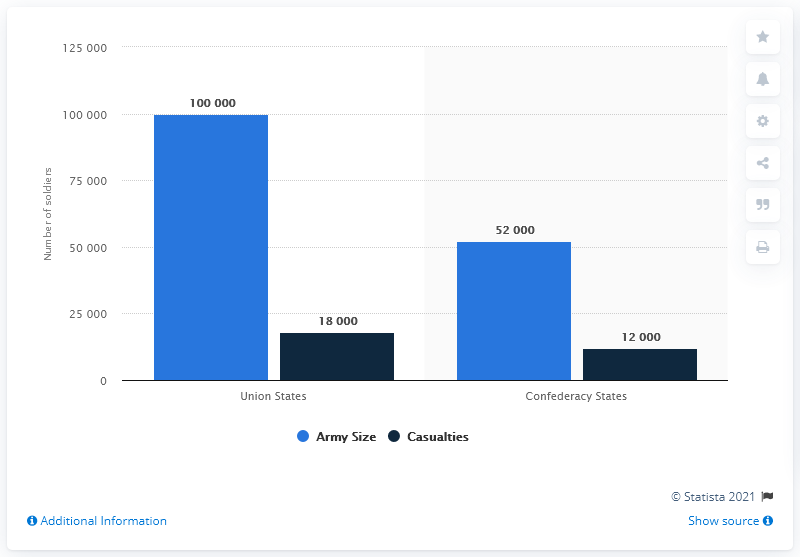 125 000
100 000
100 000
75 000
Number of soldiers
52 000
50 000
25 000
18 000
12 000
0
Union States
Confederacy States
Army Size
Casualties
© Statista 2021
Additional Information
Show source